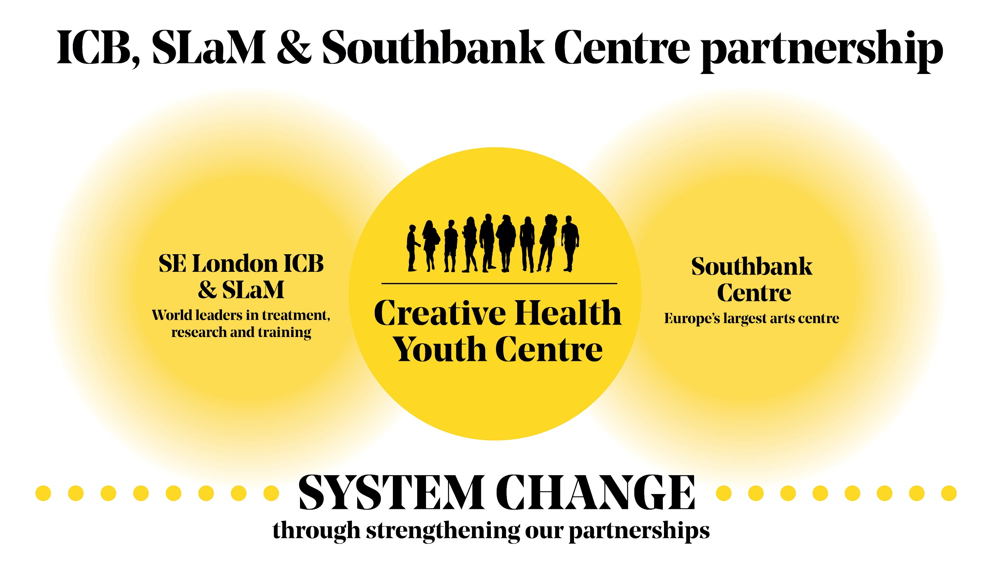 ICB, SLaM & Southbank Centre partnership
SE London ICB
& SLaM
World leaders in treatment,
research and training
Creative Health
Youth Centre
Southbank
Centre
Europe’s largest arts centre
SYSTEM CHANGE
through strengthening our partnerships